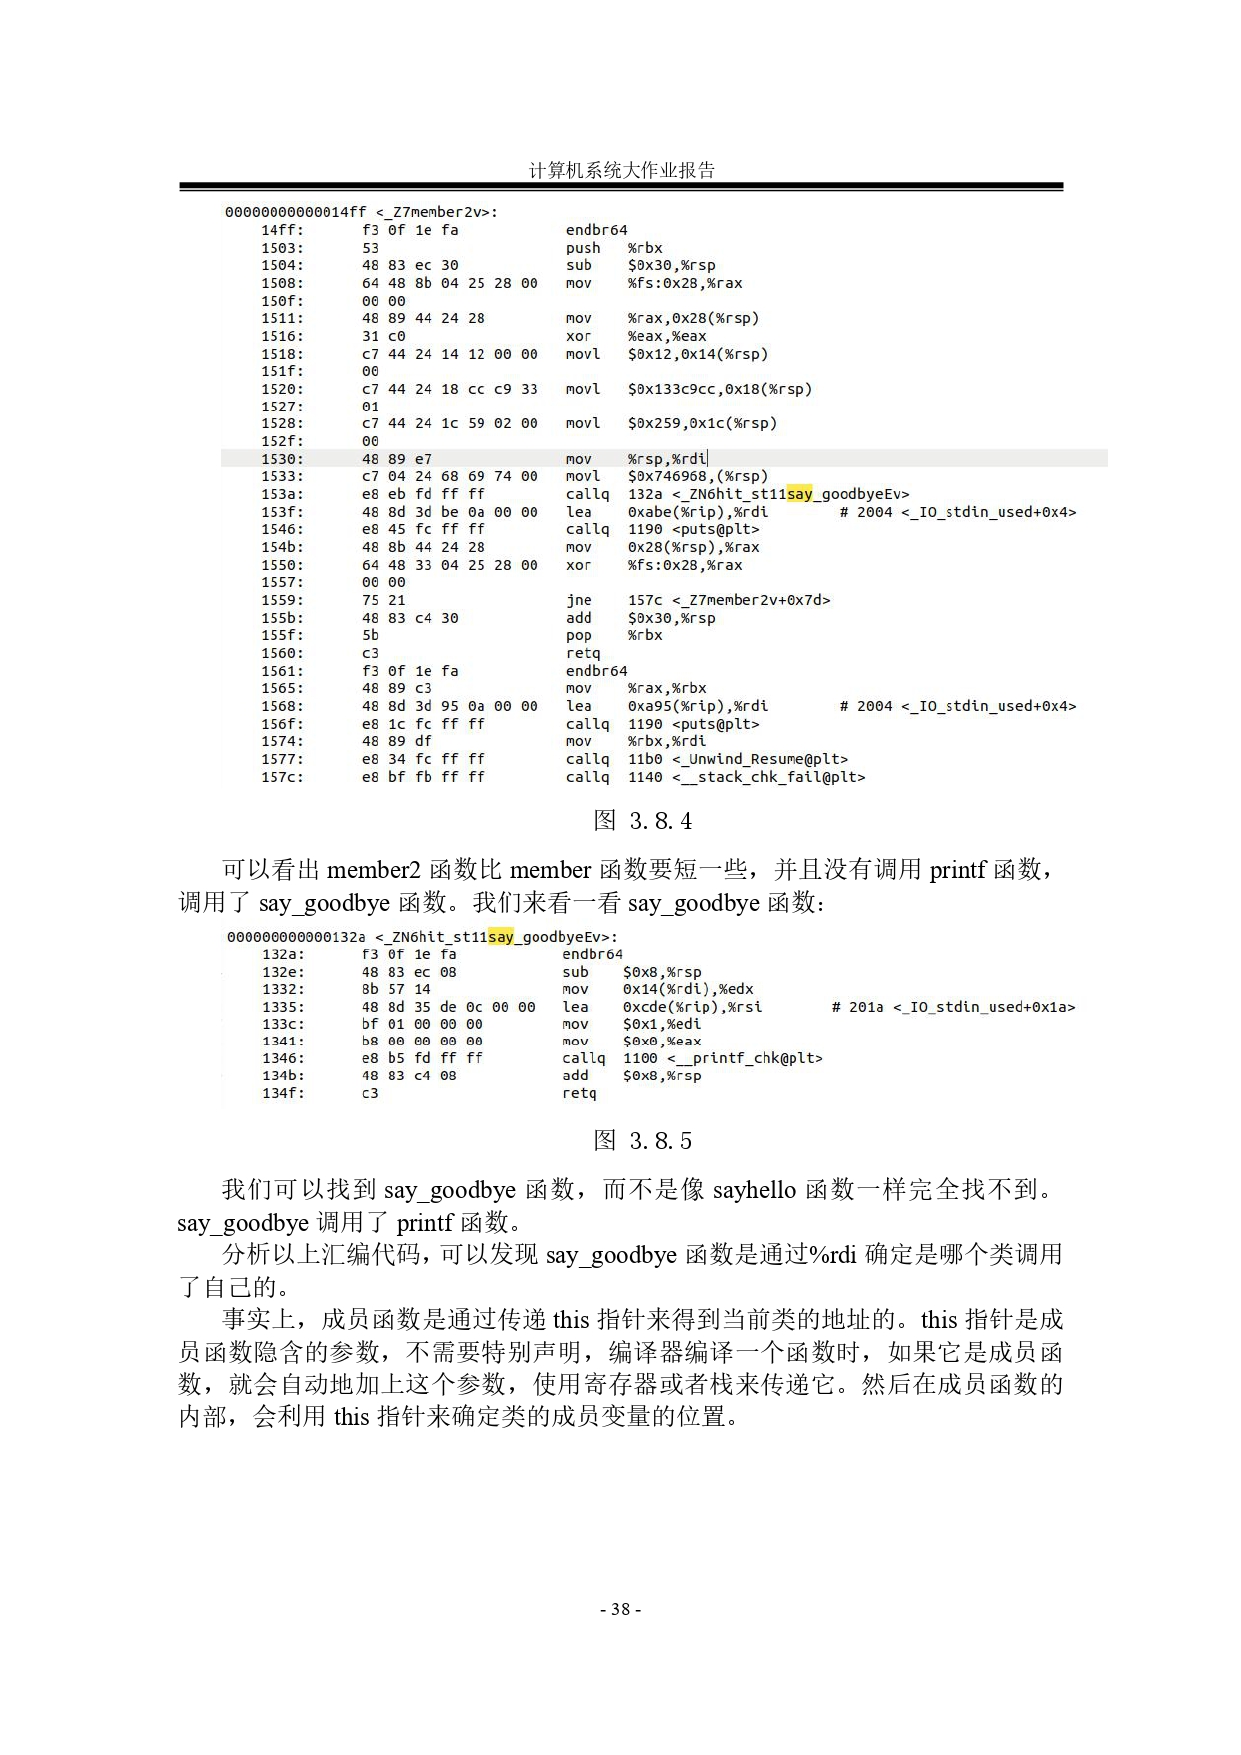 计算机系统大作业报告
00000000000014ff <_Z7member2v>:
14ff: f3 0f 1e fa endbr64
1503: 53 push %rbx
1504: 48 83 ec 30 sub $0x30,%rsp
1508: 64 48 8b 04 25 28 00 mov %fs:0x28,%rax
150f: 00 00
1511: 48 89 44 24 28 mov %rax,0x28(%rsp)
1516: 31 c0 xor %eax,%eax
1518: c7 44 24 14 12 00 00 movl $0x12,0x14(%rsp)
151f: 00
1520: c7 44 24 18 cc c9 33 movl $0x133c9cc,0x18(%rsp)
1527: 01
1528: c7 44 24 1c 59 02 00 movl $0x259,0x1c(%rsp)
152f: 00
1530: 48 89 e7 mov %rsp,%rdi
1533: c7 04 24 68 69 74 00 movl $0x746968,(%rsp)
153a: e8 eb fd ff ff callq 132a <_ZN6hit_st11say_goodbyeEv>
153f: 48 8d 3d be 0a 00 00 lea 0xabe(%rip),%rdi # 2004 <_IO_stdin_used+0x4>
1546: e8 45 fc ff ff callq 1190 <puts@plt>
154b: 48 8b 44 24 28 mov 0x28(%rsp),%rax
1550: 64 48 33 04 25 28 00 xor %fs:0x28,%rax
1557: 00 00
1559: 75 21 jne 157c <_Z7member2v+0x7d>
155b: 48 83 c4 30 add $0x30,%rsp
155f: 5b pop %rbx
1560: c3 retq
1561: f3 0f 1e fa endbr64
1565: 48 89 c3 mov %rax,%rbx
1568: 48 8d 3d 95 0a 00 00 lea 0xa95(%rip),%rdi # 2004 <_IO_stdin_used+0x4>
156f: e8 1c fc ff ff callq 1190 <puts@plt>
1574: 48 89 df mov %rbx,%rdi
1577: e8 34 fc ff ff callq 11b0 <_Unwind_Resume@plt>
157c: e8 bf fb ff ff callq 1140 <__stack_chk_fail@plt>
图 3.8.4
可以看出 member2 函数比 member 函数要短一些，并且没有调用 printf 函数，
调用了 say_goodbye 函数。我们来看一看 say_goodbye 函数：
000000000000132a <_ZN6hit_st11say_goodbyeEv>:
132a: f3 0f 1e fa endbr64
132e: 48 83 ec 08 sub $0x8,%rsp
1332: 8b 57 14 mov 0x14(%rdi),%edx
1335: 48 8d 35 de 0c 00 00 lea 0xcde(%rip),%rsi # 201a <_IO_stdin_used+0x1a>
133c: bf 01 00 00 00 mov $0x1,%edi
1341: b8 00 00 00 00 mov $0x0,%eax
1346: e8 b5 fd ff ff callq 1100 <__printf_chk@plt>
134b: 48 83 c4 08 add $0x8,%rsp
134f: c3 retq
图 3.8.5
我们可以找到 say_goodbye 函数，而不是像 sayhello 函数一样完全找不到。
say_goodbye 调用了 printf 函数。
分析以上汇编代码，可以发现 say_goodbye 函数是通过%rdi 确定是哪个类调用
了自己的。
事实上，成员函数是通过传递 this 指针来得到当前类的地址的。this 指针是成
员函数隐含的参数，不需要特别声明，编译器编译一个函数时，如果它是成员函
数，就会自动地加上这个参数，使用寄存器或者栈来传递它。然后在成员函数的
内部，会利用 this 指针来确定类的成员变量的位置。
- 38 -